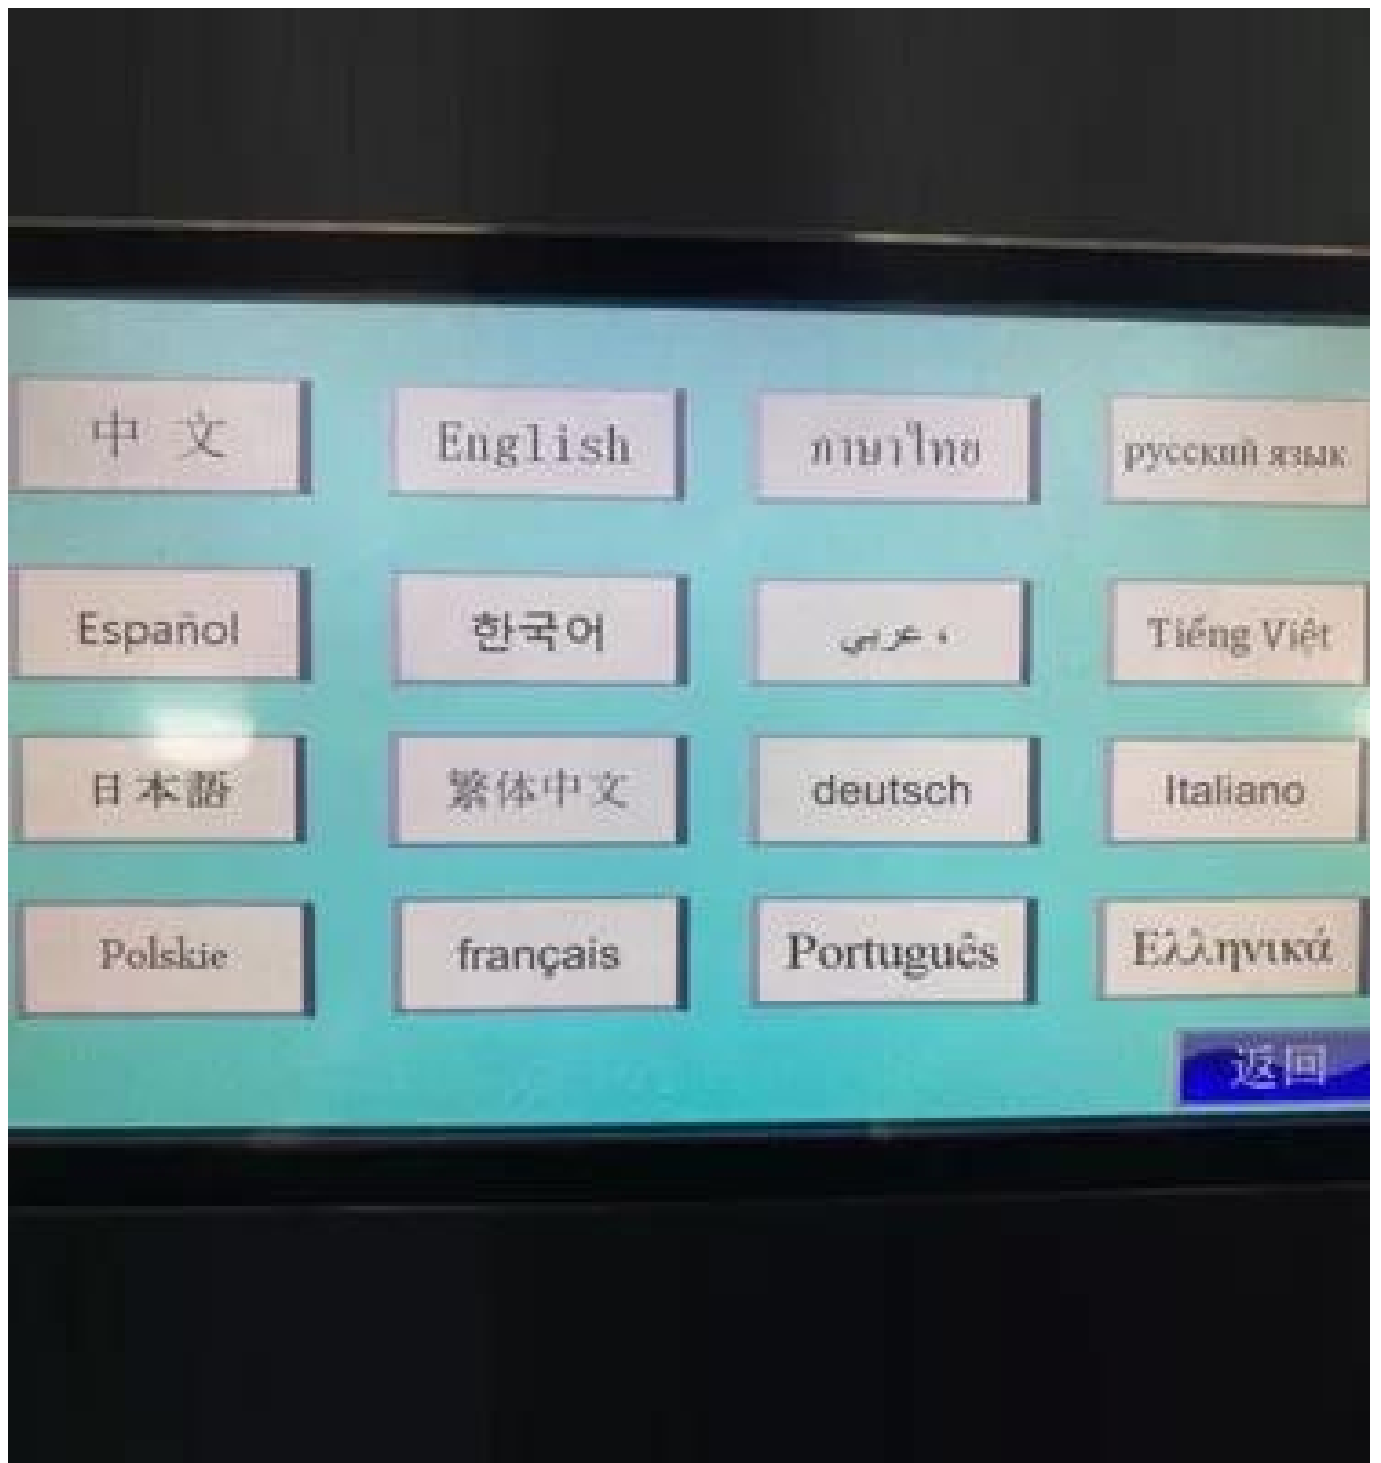 中文
English
ภาษาไทย
русский язык
Español
한국어
عربي ،
Tiếng Việt
日本語
繁体中文
deutsch
Italiano
Polskie
français
Português
Ελληνικά
返回